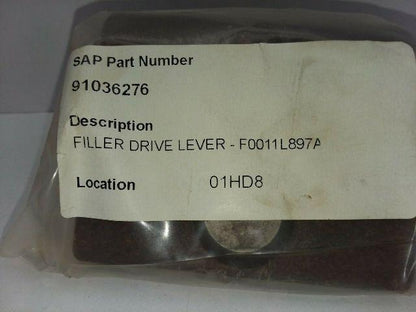 SAP Part Number
91036276
Description
FILLER DRIVE LEVER - F0011L897A
Location 01HD8